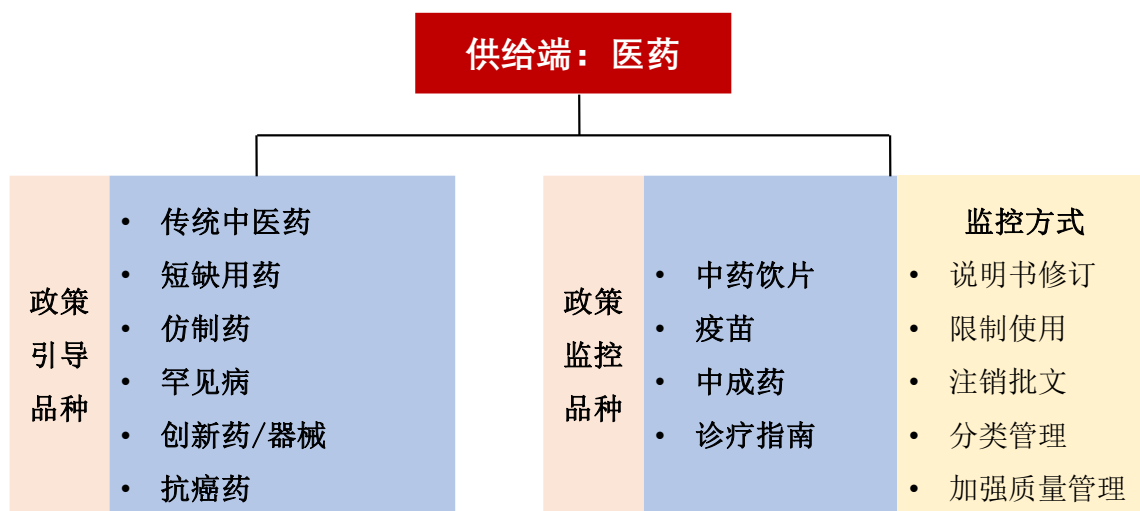 供给端：医药
政策
引导
品种
• 传统中医药
• 短缺用药
• 仿制药
• 罕见病
• 创新药/器械
• 抗癌药
政策
监控
品种
• 中药饮片
• 疫苗
• 中成药
• 诊疗指南
监控方式
• 说明书修订
• 限制使用
• 注销批文
• 分类管理
• 加强质量管理